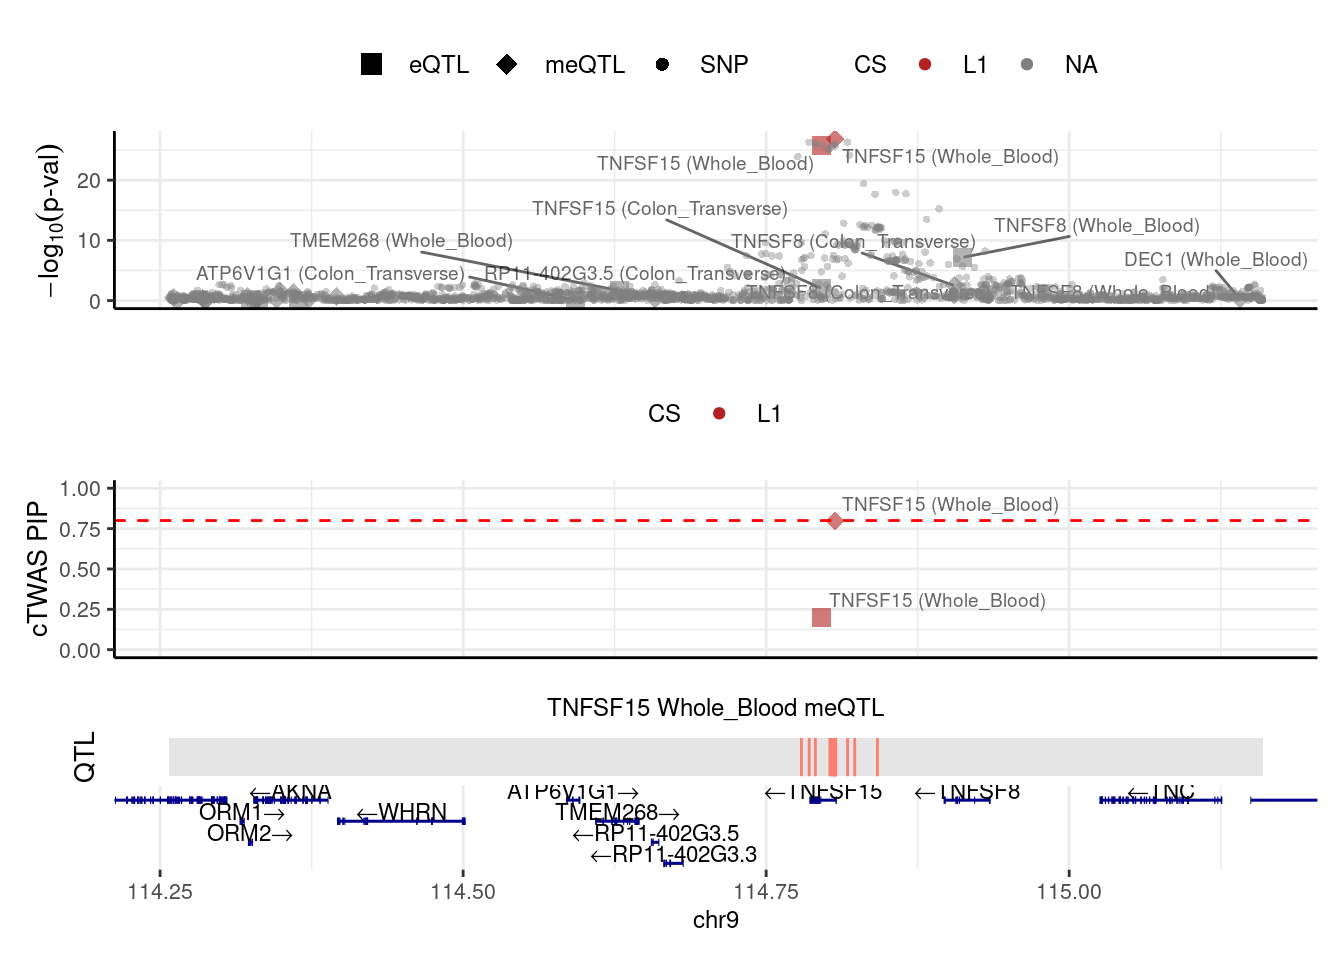 eQTL meQTL SNP CS L1 NA
−log10(p-val)
20
10
0
TNFSF15 (Whole_Blood)
TNFSF15 (Whole_Blood)
TNFSF15 (Colon_Transverse)
TNFSF8 (Whole_Blood)
TMEM268 (Whole_Blood)
TNFSF8 (Colon_Transverse)
DEC1 (Whole_Blood)
ATP6V1G1 (Colon_Transverse)
RP11-402G3.5 (Colon_Transverse)
TNFSF8 (Colon_Transverse)
TNFSF8 (Whole_Blood)
CS L1
cTWAS PIP
1.00
0.75
0.50
0.25
0.00
TNFSF15 (Whole_Blood)
TNFSF15 (Whole_Blood)
TNFSF15 Whole_Blood meQTL
QTL
←AKNA
ATP6V1G1→
←TNFSF15
←TNFSF8
←TNC
ORM1→
←WHRN
TMEM268→
ORM2→
←RP11-402G3.5
←RP11-402G3.3
114.25 114.50 114.75 115.00
chr9